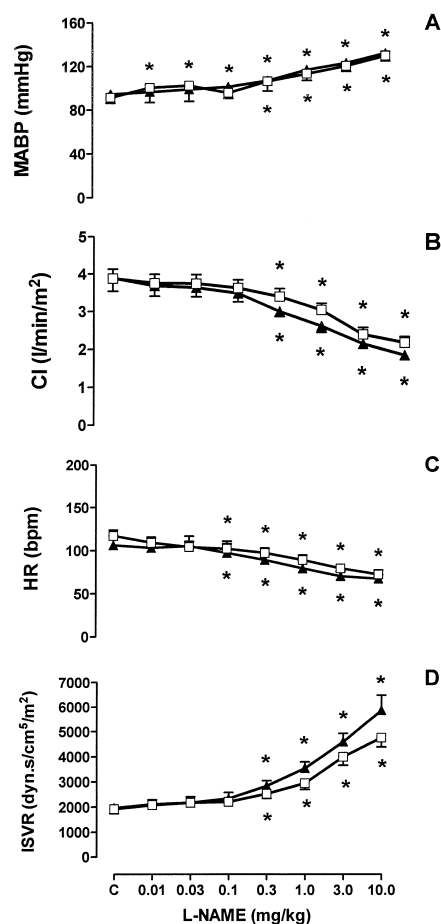 A
MABP (mmHg)
160
120
80
40
0
* * * * * * *
* * * *
B
CI (l/min/m²)
5
4
3
2
1
0
* * * *
* * * *
C
HR (bpm)
200
150
100
50
0
* * * * *
* * * * *
D
ISVR (dyn.s/cm⁵/m²)
7000
6000
5000
4000
3000
2000
1000
0
* * * *
* * * *
C 0.01 0.03 0.1 0.3 1.0 3.0 10.0
L-NAME (mg/kg)